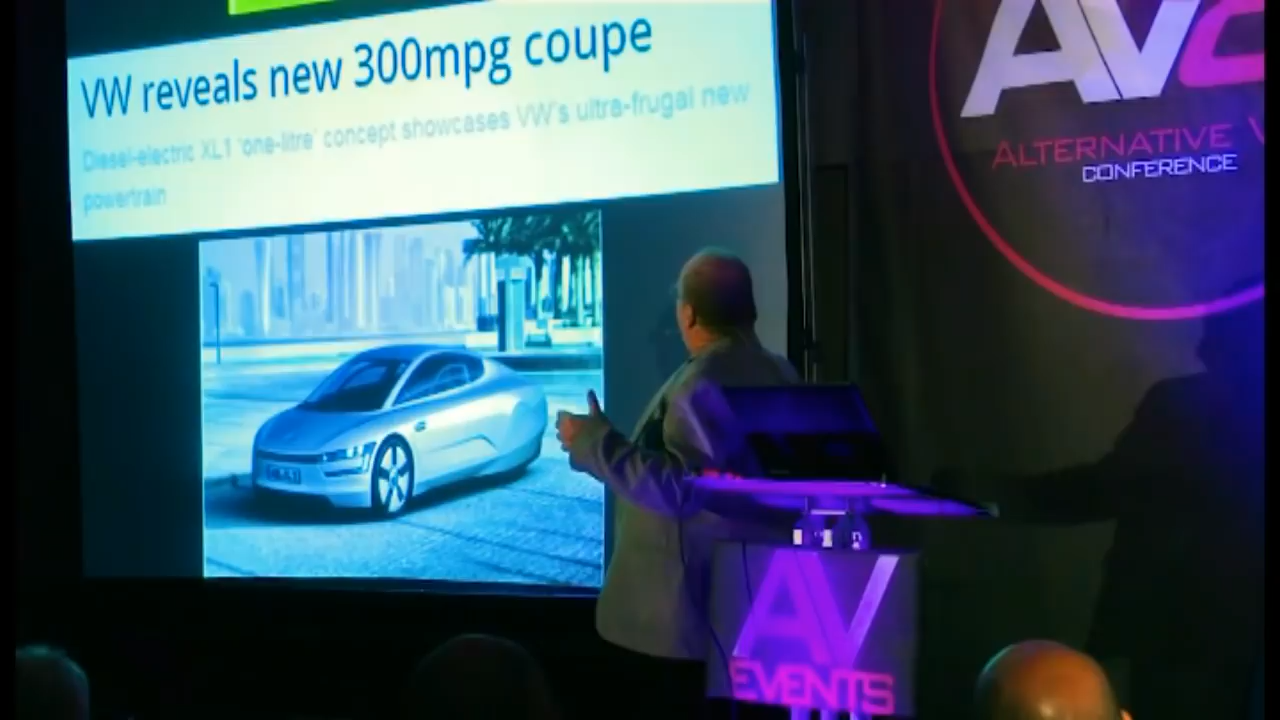 VW reveals new 300mpg coupe
Diesel-electric XL1 'one-litre' concept showcases VW's ultra-frugal new
powertrain
AV
ALTERNATIVE
CONFERENCE
AV
EVENTS